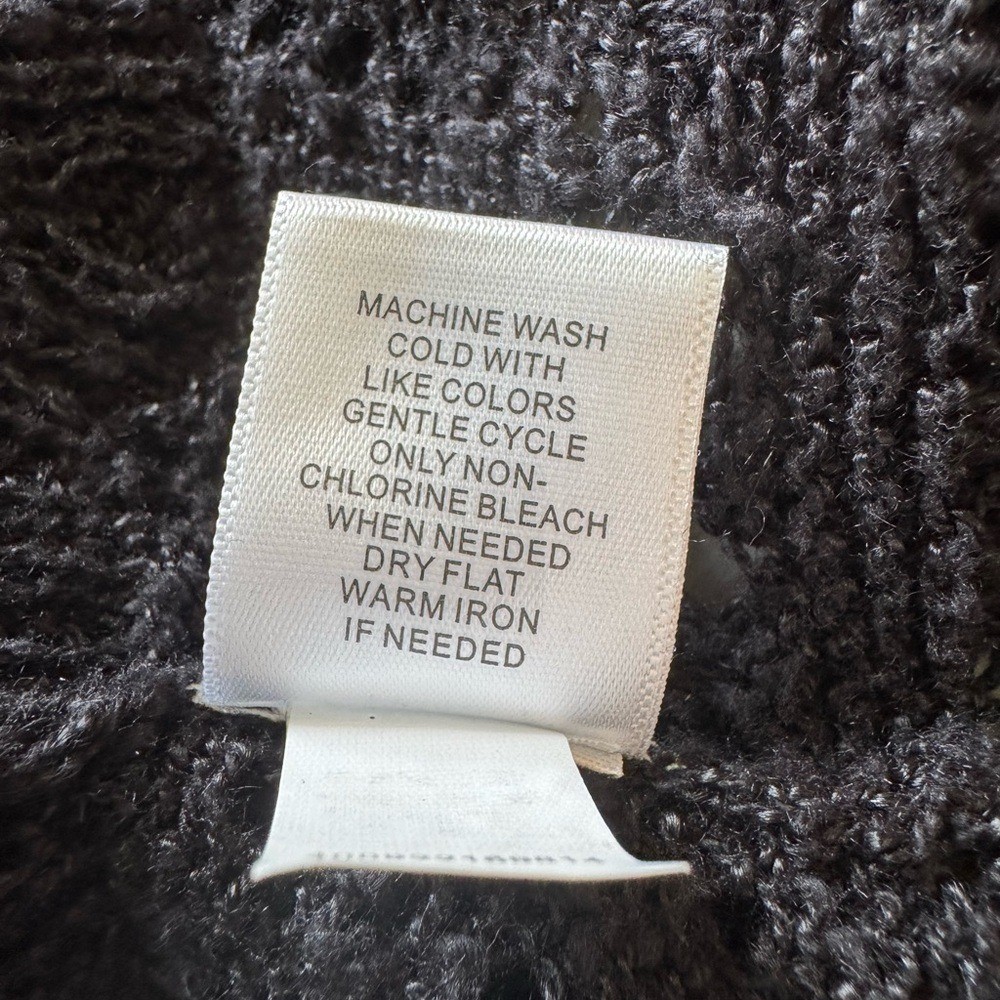 MACHINE WASH
COLD WITH
LIKE COLORS
GENTLE CYCLE
ONLY NON-
CHLORINE BLEACH
WHEN NEEDED
DRY FLAT
WARM IRON
IF NEEDED